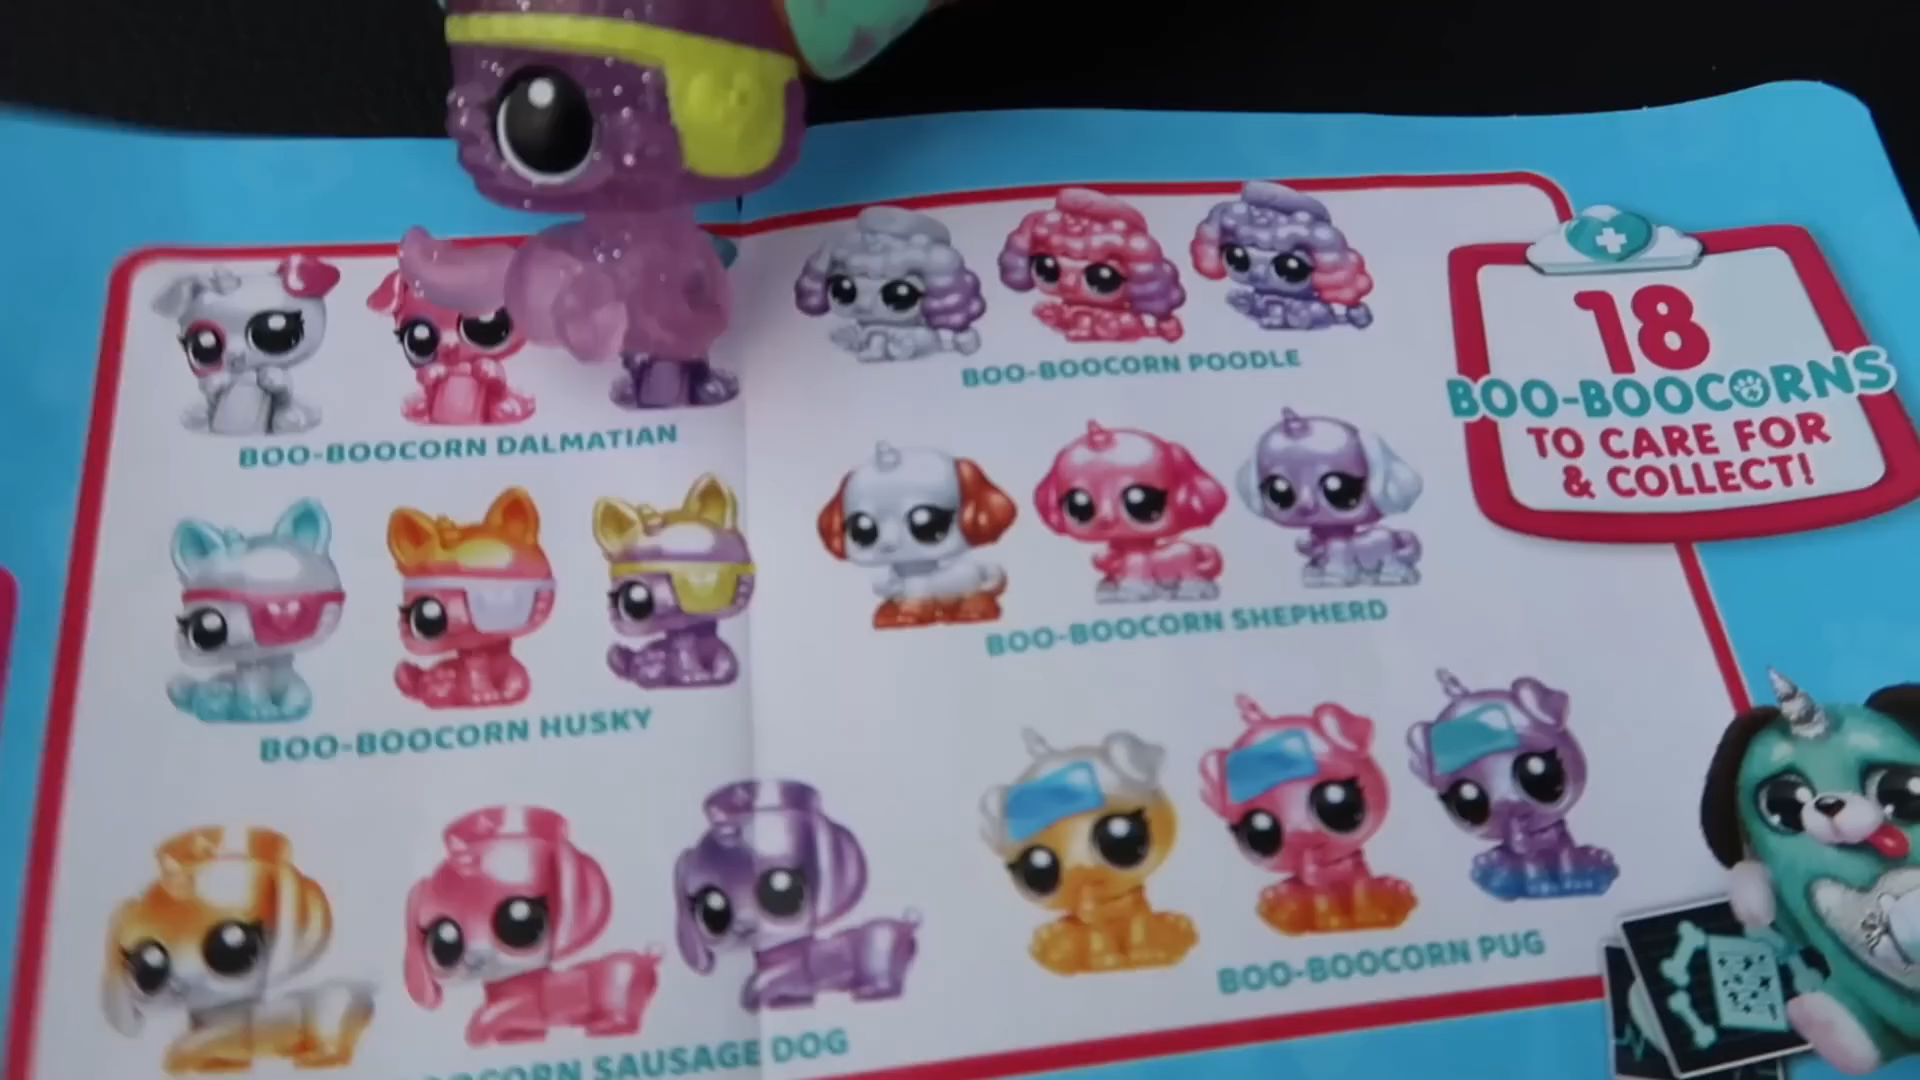 BOO-BOOCORN POODLE
18
BOO-BOOCORNS
TO CARE FOR
& COLLECT!
BOO-BOOCORN DALMATIAN
BOO-BOOCORN SHEPHERD
BOO-BOOCORN HUSKY
BOO-BOOCORN PUG
SAUSAGE DOG